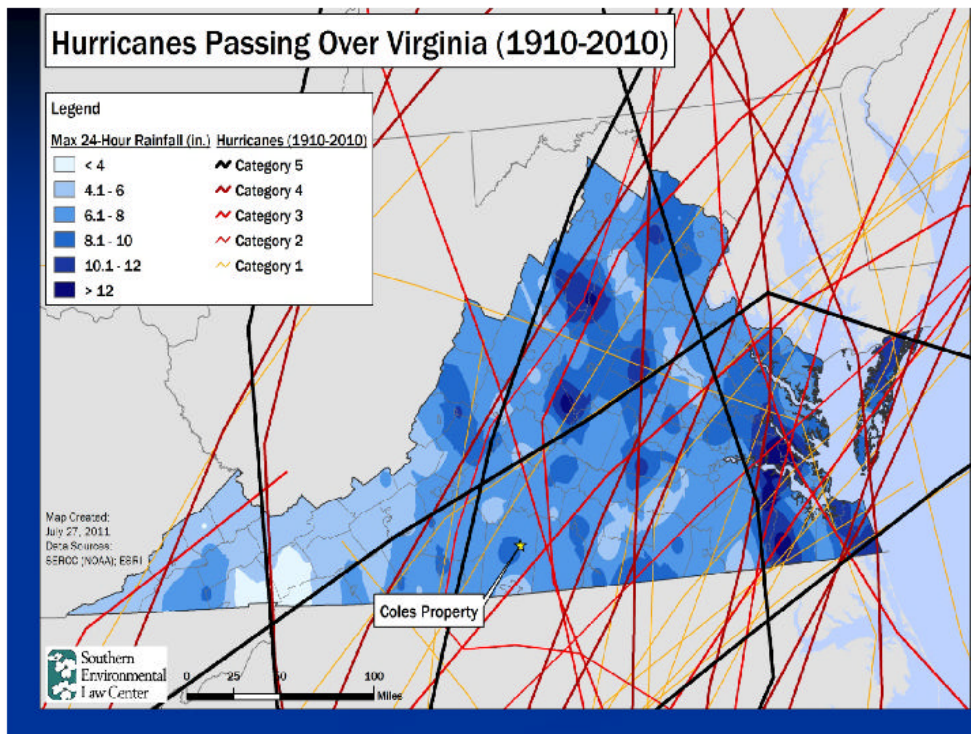 Hurricanes Passing Over Virginia (1910-2010)
Legend
Max 24-Hour Rainfall (in.) Hurricanes (1910-2010)
< 4 Category 5
4.1 - 6 Category 4
6.1 - 8 Category 3
8.1 - 10 Category 2
10.1 - 12 Category 1
> 12
Map Created:
July 27, 2011
Data Sources:
SERCC (NOAA); ESRI
Coles Property
Southern
Environmental
Law Center
0 25 50 100
Miles